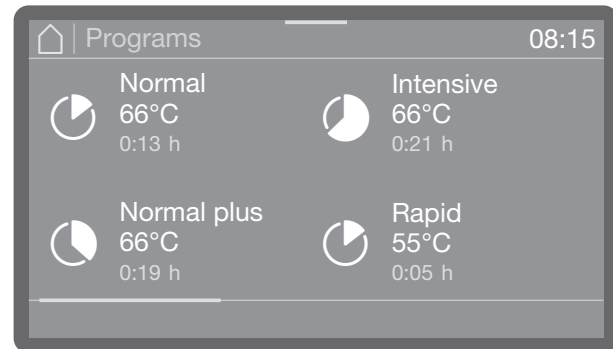 Programs 08:15
Normal
66°C
0:13 h
Intensive
66°C
0:21 h
Normal plus
66°C
0:19 h
Rapid
55°C
0:05 h